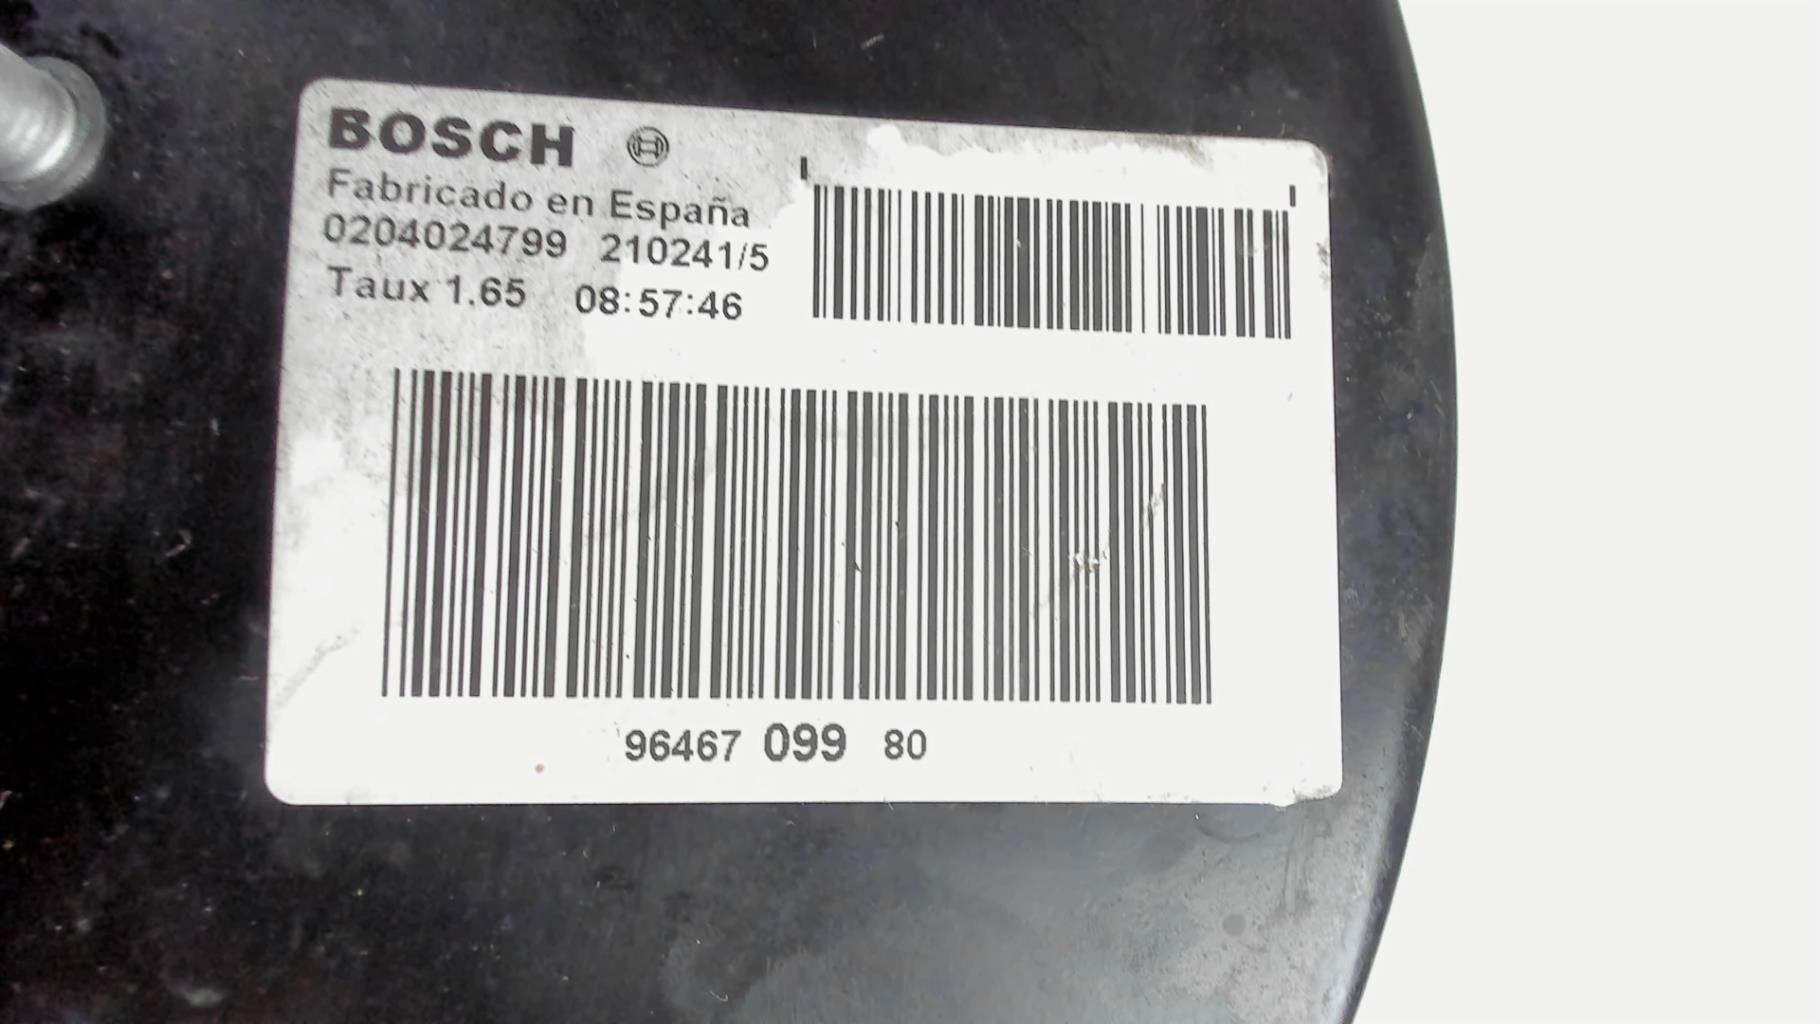 BOSCH
Fabricado en España
0204024799 210241/5
Taux 1.65 08:57:46
96467 099 80